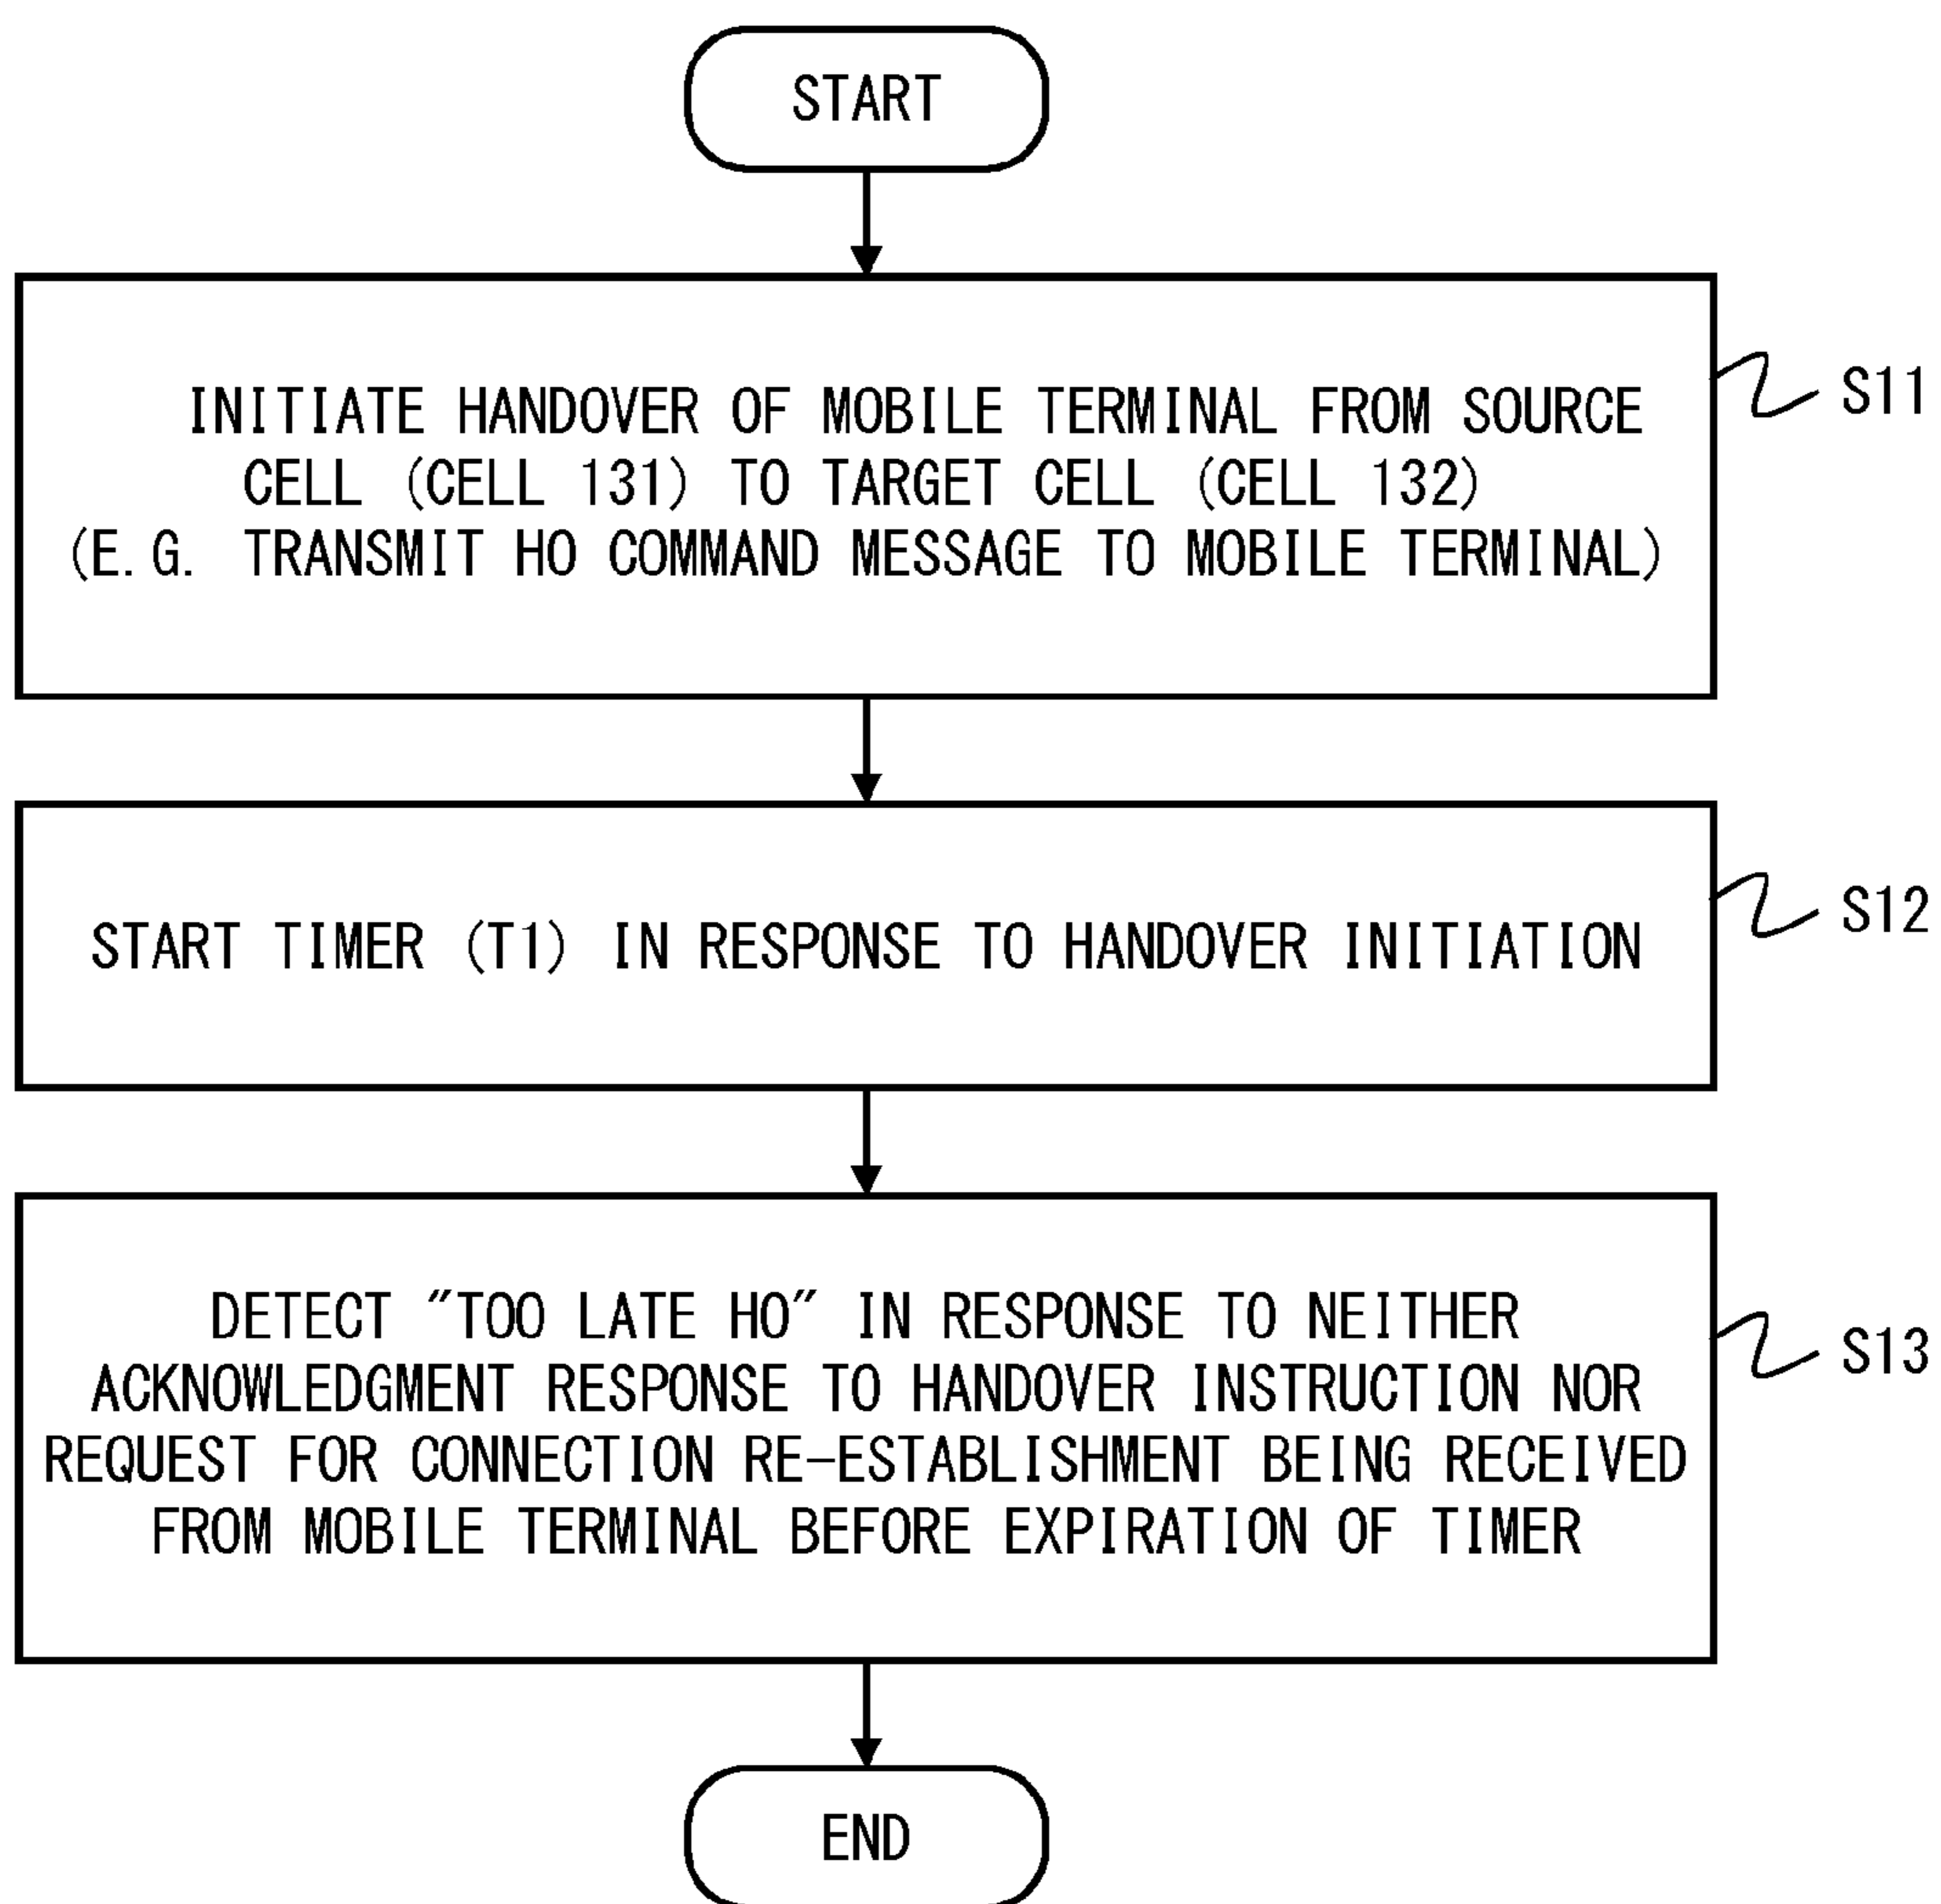 START
INITIATE HANDOVER OF MOBILE TERMINAL FROM SOURCE
CELL (CELL 131) TO TARGET CELL (CELL 132)
(E.G. TRANSMIT HO COMMAND MESSAGE TO MOBILE TERMINAL)
S11
START TIMER (T1) IN RESPONSE TO HANDOVER INITIATION
S12
DETECT "TOO LATE HO" IN RESPONSE TO NEITHER
ACKNOWLEDGMENT RESPONSE TO HANDOVER INSTRUCTION NOR
REQUEST FOR CONNECTION RE-ESTABLISHMENT BEING RECEIVED
FROM MOBILE TERMINAL BEFORE EXPIRATION OF TIMER
S13
END